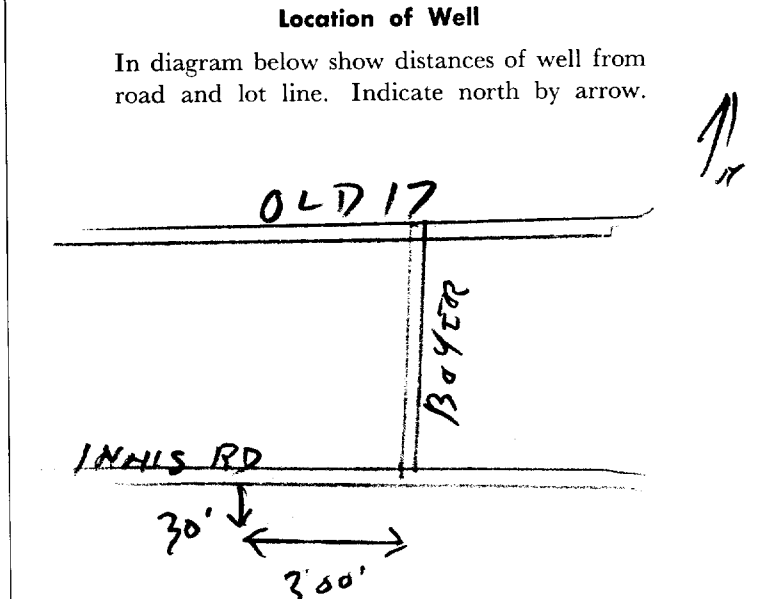 Location of Well
In diagram below show distances of well from
road and lot line. Indicate north by arrow.
N
OLD 17
BOYER
INNIS RD
30'
300'